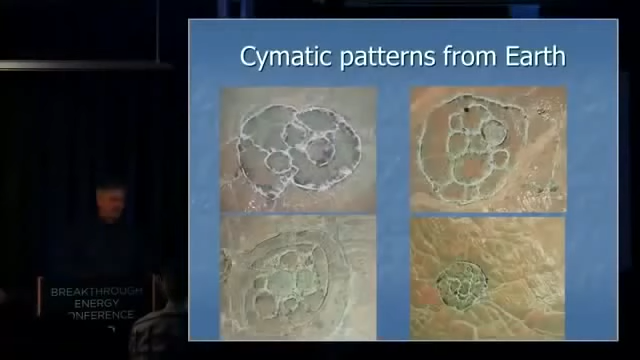 Cymatic patterns from Earth
BREAKTHROUGH
ENERGY
CONFERENCE